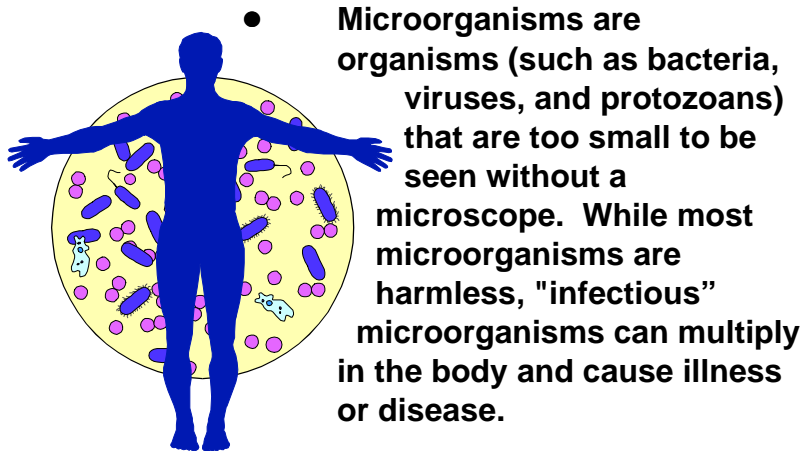 • Microorganisms are
organisms (such as bacteria,
viruses, and protozoans)
that are too small to be
seen without a
microscope.  While most
microorganisms are
harmless, "infectious”
microorganisms can multiply
in the body and cause illness
or disease.